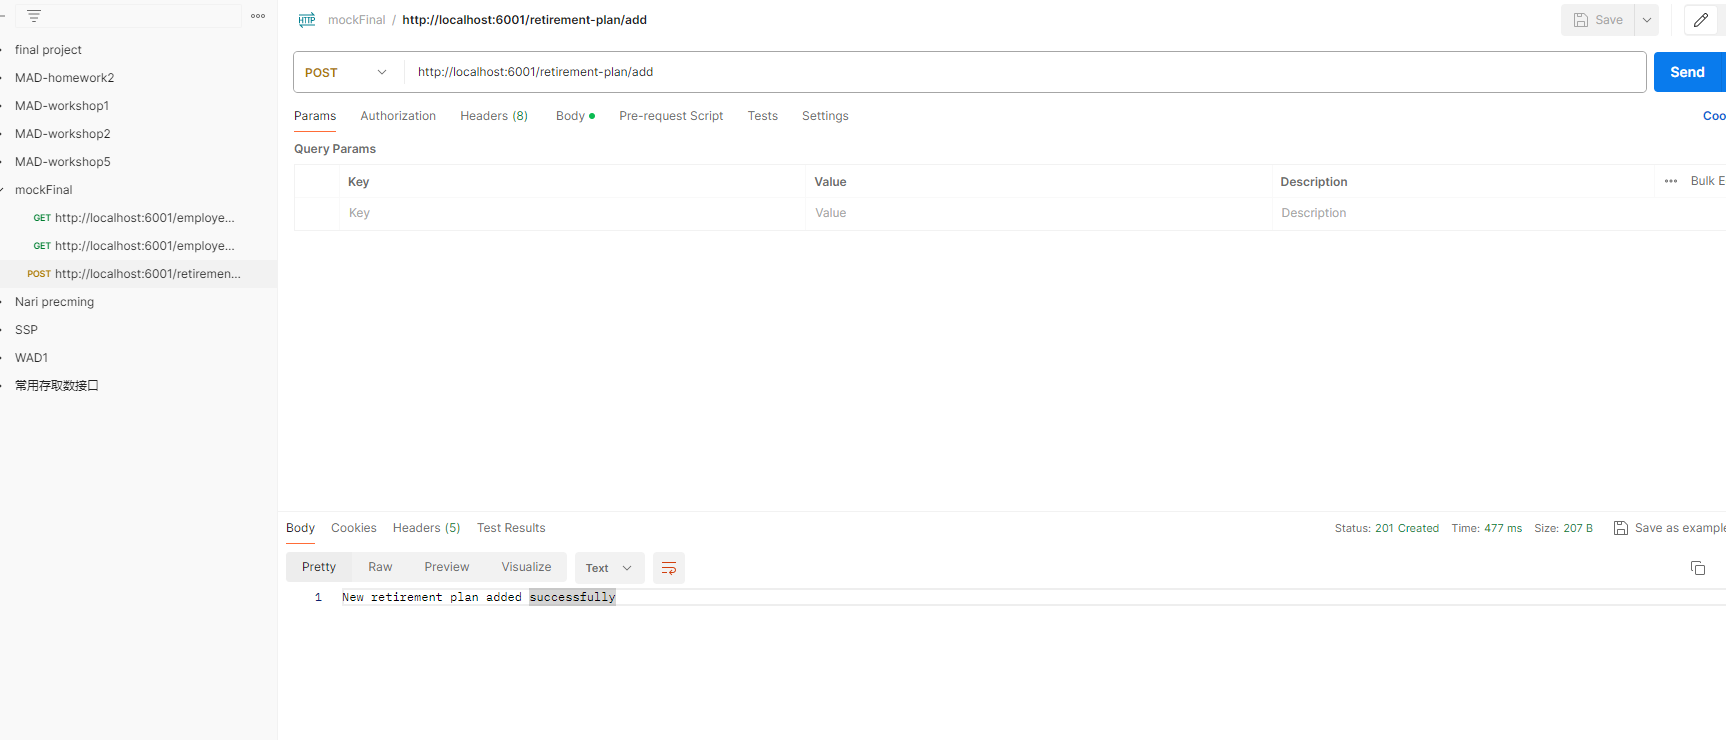 mockFinal / http://localhost:6001/retirement-plan/add
Save
POST
http://localhost:6001/retirement-plan/add
Send
Params Authorization Headers (8) Body Pre-request Script Tests Settings
Coo
Query Params
Key Value Description Bulk E
Key Value Description
final project
MAD-homework2
MAD-workshop1
MAD-workshop2
MAD-workshop5
mockFinal
GET http://localhost:6001/employe...
GET http://localhost:6001/employe...
POST http://localhost:6001/retiremen...
Nari precming
SSP
WAD1
常用存取数接口
Body Cookies Headers (5) Test Results
Status: 201 Created Time: 477 ms Size: 207 B Save as example
Pretty Raw Preview Visualize Text
1 New retirement plan added successfully